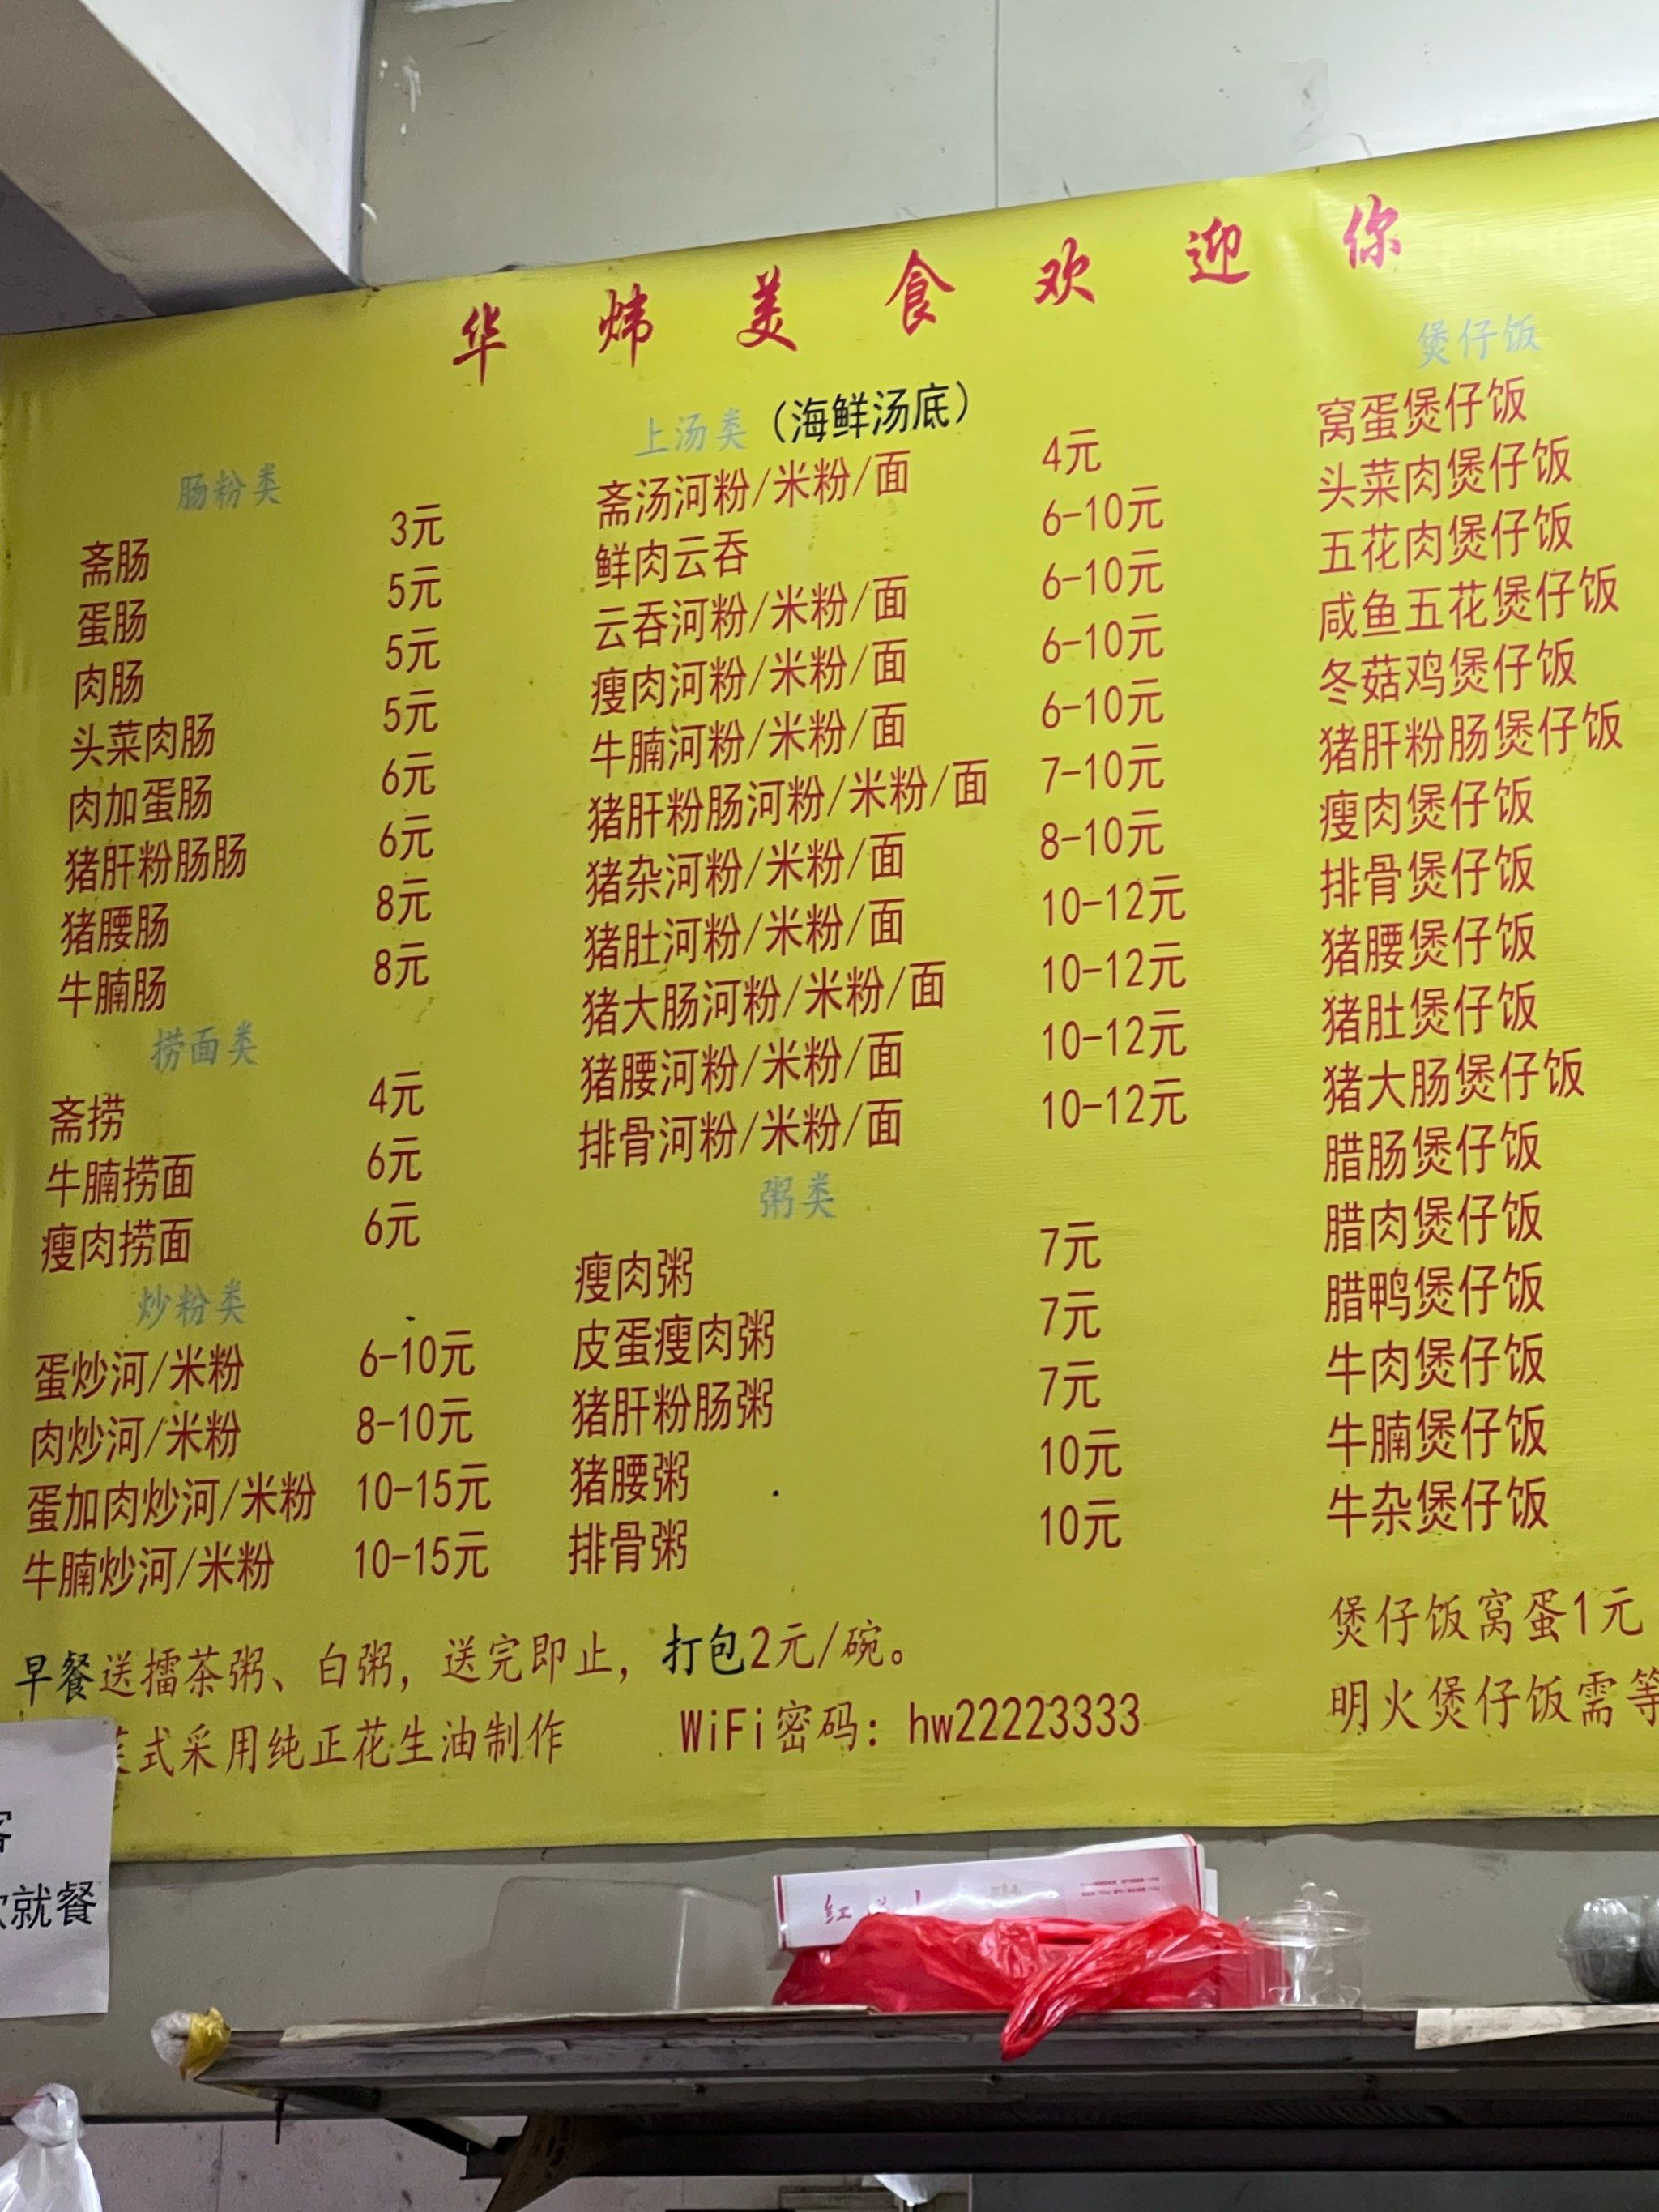 华炜美食欢迎你
肠粉类
斋肠 3元
蛋肠 5元
肉肠 5元
头菜肉肠 5元
肉加蛋肠 6元
猪肝粉肠肠 6元
猪腰肠 8元
牛腩肠 8元
捞面类
斋捞 4元
牛腩捞面 6元
瘦肉捞面 6元
炒粉类
蛋炒河/米粉 6-10元
肉炒河/米粉 8-10元
蛋加肉炒河/米粉 10-15元
牛腩炒河/米粉 10-15元
上汤类（海鲜汤底）
斋汤河粉/米粉/面 4元
鲜肉云吞 6-10元
云吞河粉/米粉/面 6-10元
瘦肉河粉/米粉/面 6-10元
牛腩河粉/米粉/面 6-10元
猪肝粉肠河粉/米粉/面 7-10元
猪杂河粉/米粉/面 8-10元
猪肚河粉/米粉/面 10-12元
猪大肠河粉/米粉/面 10-12元
猪腰河粉/米粉/面 10-12元
排骨河粉/米粉/面 10-12元
粥类
瘦肉粥 7元
皮蛋瘦肉粥 7元
猪肝粉肠粥 7元
猪腰粥 10元
排骨粥 10元
煲仔饭
窝蛋煲仔饭
头菜肉煲仔饭
五花肉煲仔饭
咸鱼五花煲仔饭
冬菇鸡煲仔饭
猪肝粉肠煲仔饭
瘦肉煲仔饭
排骨煲仔饭
猪腰煲仔饭
猪肚煲仔饭
猪大肠煲仔饭
腊肠煲仔饭
腊肉煲仔饭
腊鸭煲仔饭
牛肉煲仔饭
牛腩煲仔饭
牛杂煲仔饭
煲仔饭窝蛋1元
明火煲仔饭需等
早餐送擂茶粥、白粥，送完即止，打包2元/碗。
式采用纯正花生油制作 WiFi密码：hw22223333
客
就餐
红